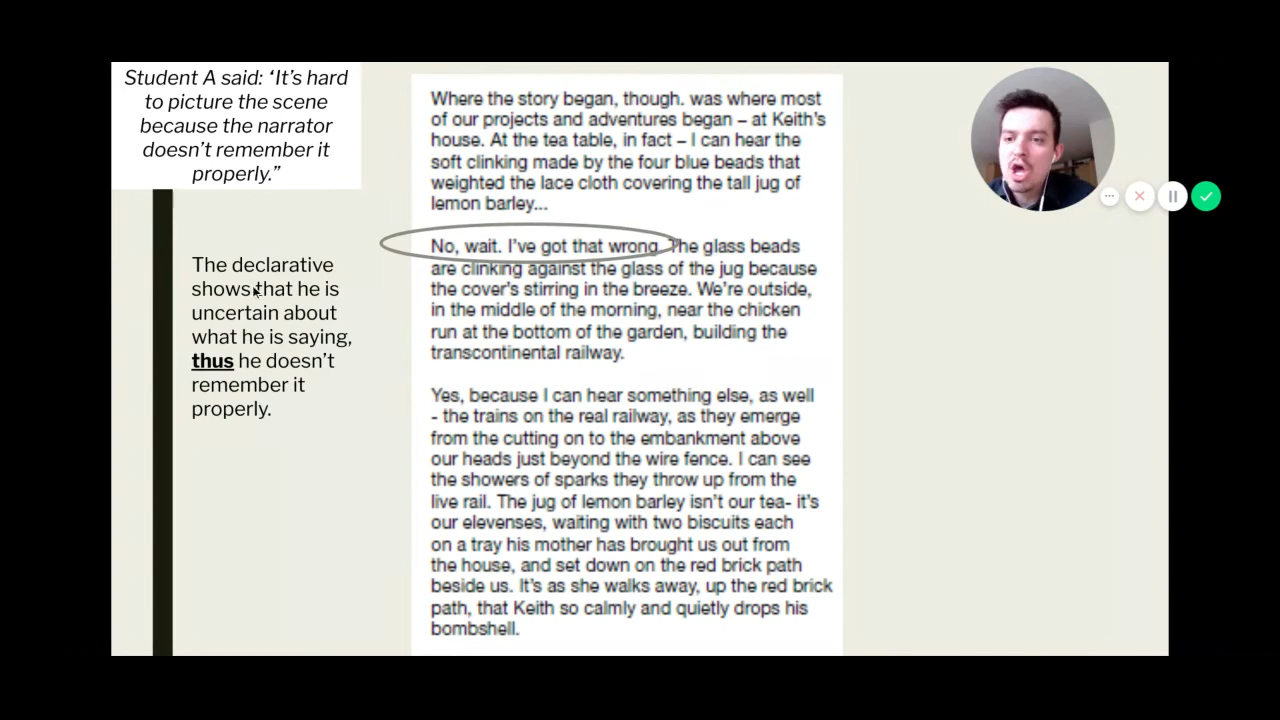 Student A said: ‘It’s hard
to picture the scene
because the narrator
doesn’t remember it
properly.”
The declarative
shows that he is
uncertain about
what he is saying,
thus he doesn’t
remember it
properly.
Where the story began, though. was where most
of our projects and adventures began – at Keith's
house. At the tea table, in fact – I can hear the
soft clinking made by the four blue beads that
weighted the lace cloth covering the tall jug of
lemon barley...
No, wait. I've got that wrong. The glass beads
are clinking against the glass of the jug because
the cover's stirring in the breeze. We're outside,
in the middle of the morning, near the chicken
run at the bottom of the garden, building the
transcontinental railway.
Yes, because I can hear something else, as well
- the trains on the real railway, as they emerge
from the cutting on to the embankment above
our heads just beyond the wire fence. I can see
the showers of sparks they throw up from the
live rail. The jug of lemon barley isn't our tea- it's
our elevenses, waiting with two biscuits each
on a tray his mother has brought us out from
the house, and set down on the red brick path
beside us. It's as she walks away, up the red brick
path, that Keith so calmly and quietly drops his
bombshell.